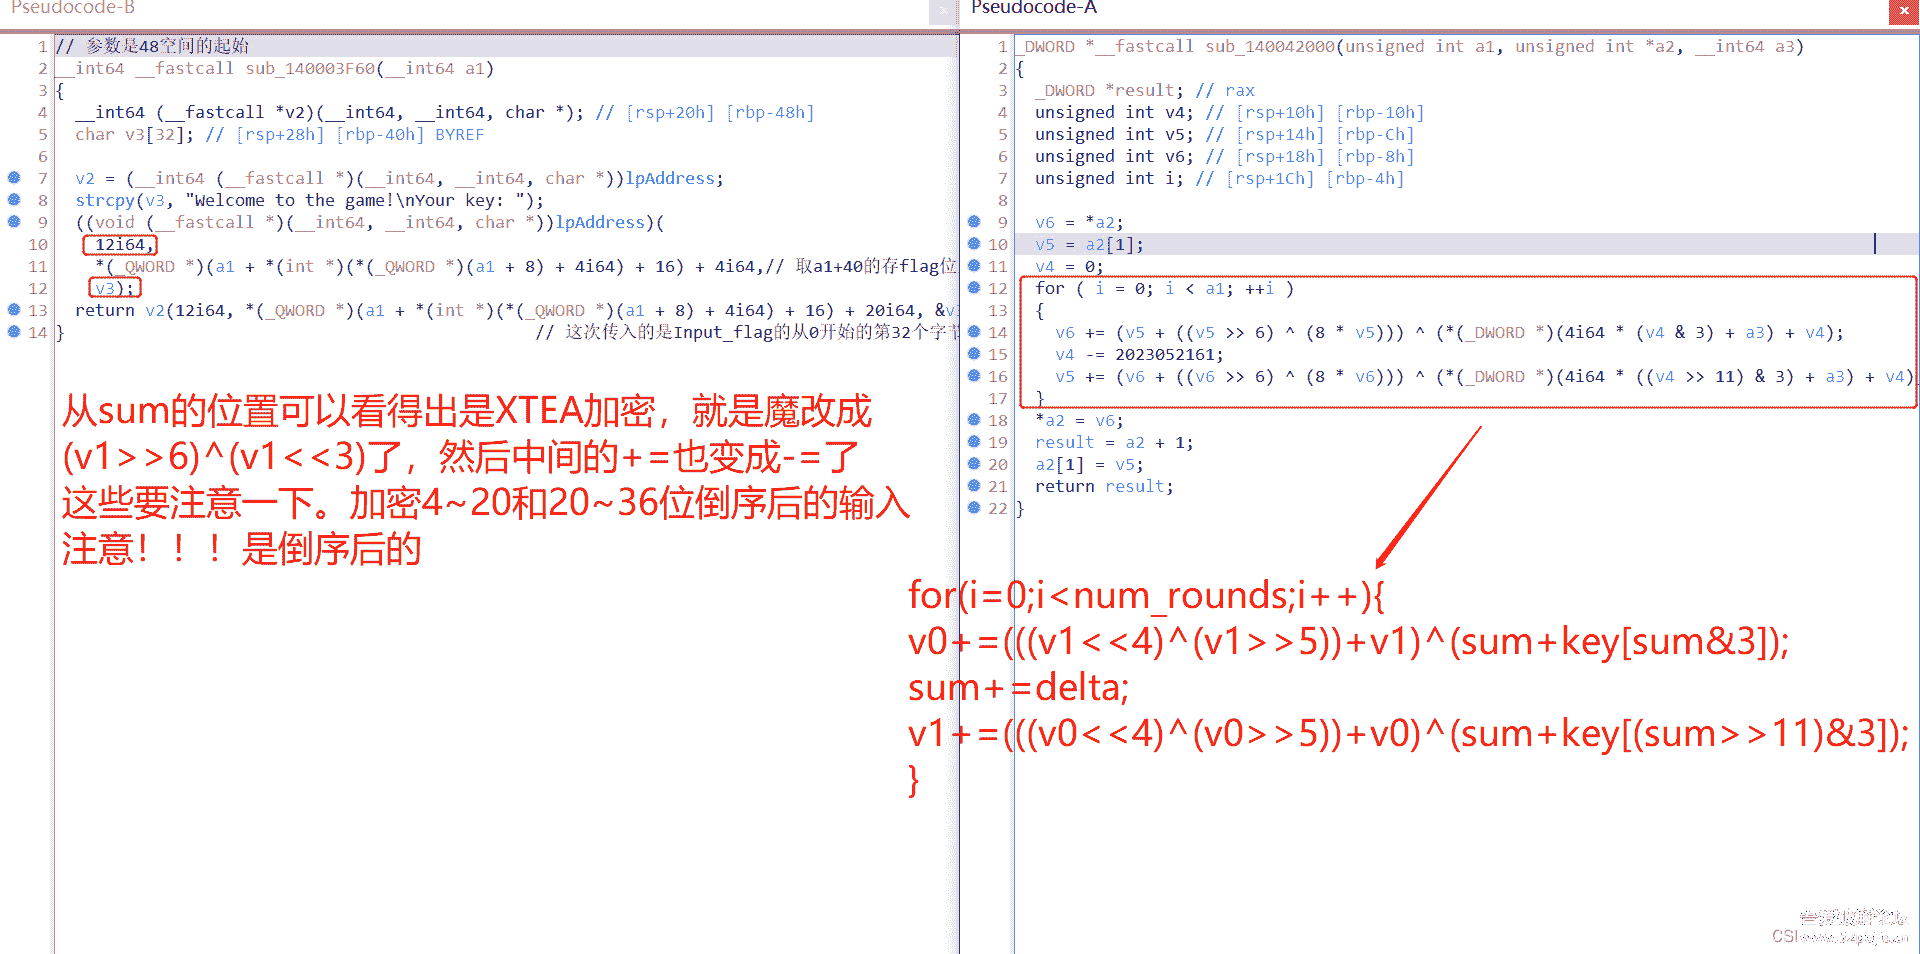 Pseudocode-B
1 // 参数是48空间的起始
2 __int64 __fastcall sub_140003F60(__int64 a1)
3 {
4 __int64 (__fastcall *v2)(__int64, __int64, char *); // [rsp+20h] [rbp-48h]
5 char v3[32]; // [rsp+28h] [rbp-40h] BYREF
6
7 v2 = (__int64 (__fastcall *)(__int64, __int64, char *))lpAddress;
8 strcpy(v3, "Welcome to the game!\nYour key: ");
9 ((void (__fastcall *)(__int64, __int64, char *))lpAddress)(
10 12i64,
11 *(_QWORD *)(a1 + *(int *)(*(_QWORD *)(a1 + 8) + 4i64) + 16) + 4i64,// 取a1+40的存flag位
12 v3);
13 return v2(12i64, *(_QWORD *)(a1 + *(int *)(*(_QWORD *)(a1 + 8) + 4i64) + 16) + 20i64, &v
14 } // 这次传入的是Input_flag的从0开始的第32个字节
从sum的位置可以看得出是XTEA加密，就是魔改成
(v1>>6)^(v1<<3)了，然后中间的+=也变成-=了
这些要注意一下。加密4~20和20~36位倒序后的输入
注意！！！是倒序后的
Pseudocode-A
1 _DWORD *__fastcall sub_140042000(unsigned int a1, unsigned int *a2, __int64 a3)
2 {
3 _DWORD *result; // rax
4 unsigned int v4; // [rsp+10h] [rbp-10h]
5 unsigned int v5; // [rsp+14h] [rbp-Ch]
6 unsigned int v6; // [rsp+18h] [rbp-8h]
7 unsigned int i; // [rsp+1Ch] [rbp-4h]
8
9 v6 = *a2;
10 v5 = a2[1];
11 v4 = 0;
12 for ( i = 0; i < a1; ++i )
13 {
14 v6 += (v5 + ((v5 >> 6) ^ (8 * v5))) ^ (*(_DWORD *)(4i64 * (v4 & 3) + a3) + v4);
15 v4 -= 2023052161;
16 v5 += (v6 + ((v6 >> 6) ^ (8 * v6))) ^ (*(_DWORD *)(4i64 * ((v4 >> 11) & 3) + a3) + v4)
17 }
18 *a2 = v6;
19 result = a2 + 1;
20 a2[1] = v5;
21 return result;
22 }
for(i=0;i<num_rounds;i++){
v0+=(((v1<<4)^(v1>>5))+v1)^(sum+key[sum&3]);
sum+=delta;
v1+=(((v0<<4)^(v0>>5))+v0)^(sum+key[(sum>>11)&3]);
}